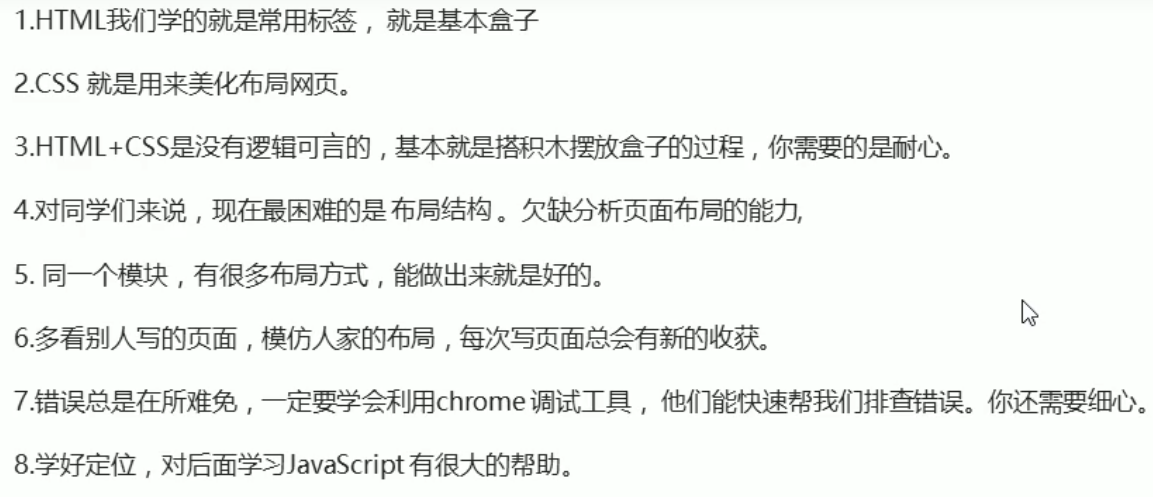 1.HTML我们学的就是常用标签，就是基本盒子
2.CSS 就是用来美化布局网页。
3.HTML+CSS是没有逻辑可言的，基本就是搭积木摆放盒子的过程，你需要的是耐心。
4.对同学们来说，现在最困难的是 布局结构 。欠缺分析页面布局的能力,
5. 同一个模块，有很多布局方式，能做出来就是好的。
6.多看别人写的页面，模仿人家的布局，每次写页面总会有新的收获。
7.错误总是在所难免，一定要学会利用chrome 调试工具， 他们能快速帮我们排查错误。你还需要细心。
8.学好定位，对后面学习JavaScript 有很大的帮助。